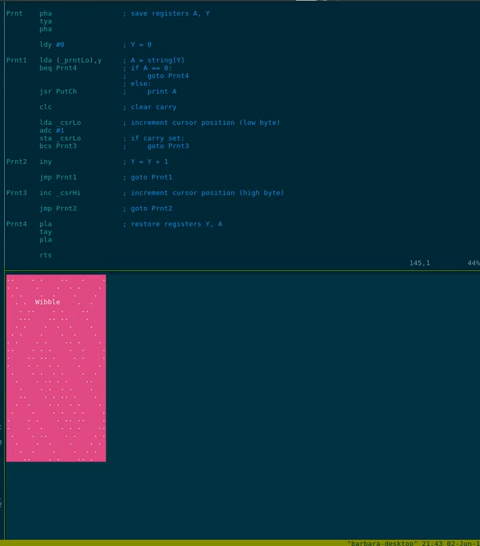 Prnt pha ; save registers A, Y
tya
pha
ldy #0 ; Y = 0
Prnt1 lda (_prntLo),y ; A = string[Y]
beq Prnt4 ; if A == 0:
; goto Prnt4
; else:
jsr PutCh ; print A
clc ; clear carry
lda _csrLo ; increment cursor position (low byte)
adc #1
sta _csrLo ; if carry set:
bcs Prnt3 ; goto Prnt3
Prnt2 iny ; Y = Y + 1
jmp Prnt1 ; goto Prnt1
Prnt3 inc _csrHi ; increment cursor position (high byte)
jmp Prnt2 ; goto Prnt2
Prnt4 pla ; restore registers Y, A
tay
pla
rts
145,1 44%
Wibble
"barbara-desktop" 21:43 02-Jun-1